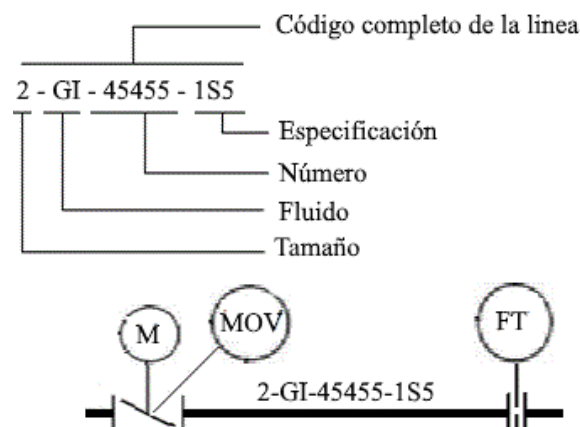 Código completo de la linea
2 - GI - 45455 - 1S5
Especificación
Número
Fluido
Tamaño
M
MOV
FT
2-GI-45455-1S5